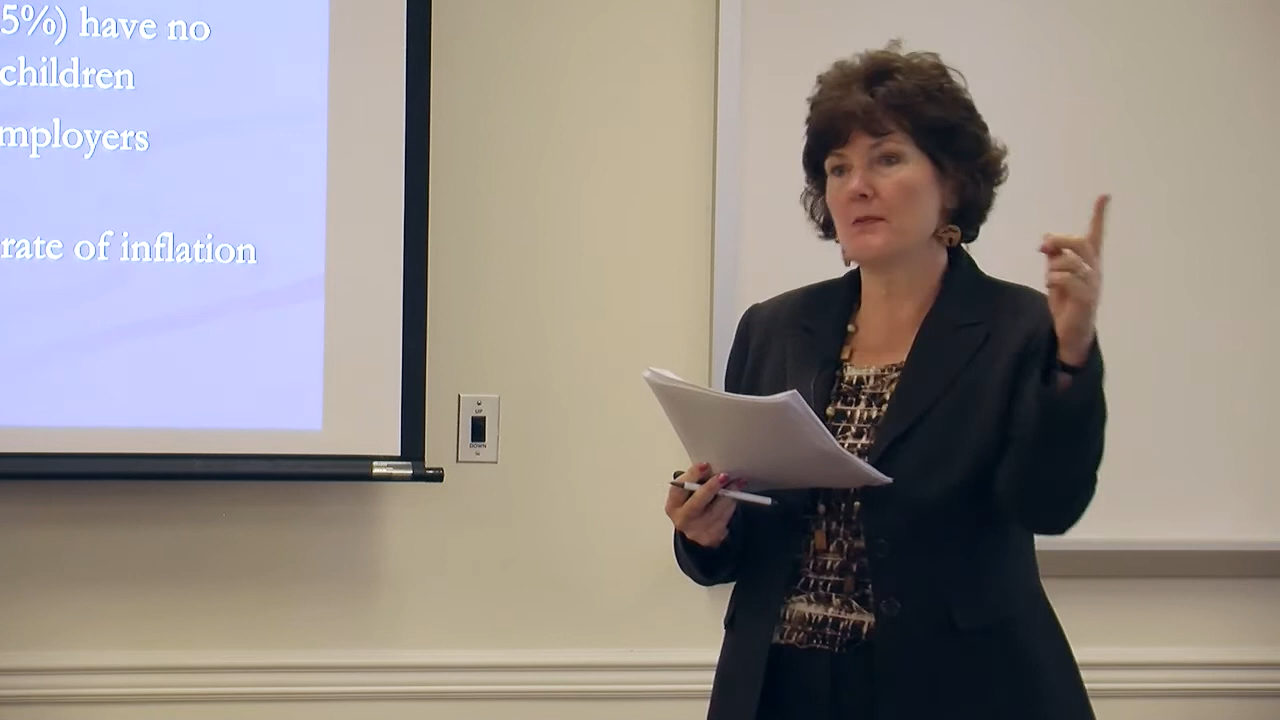 5%) have no
children
mployers
rate of inflation
UP
DOWN